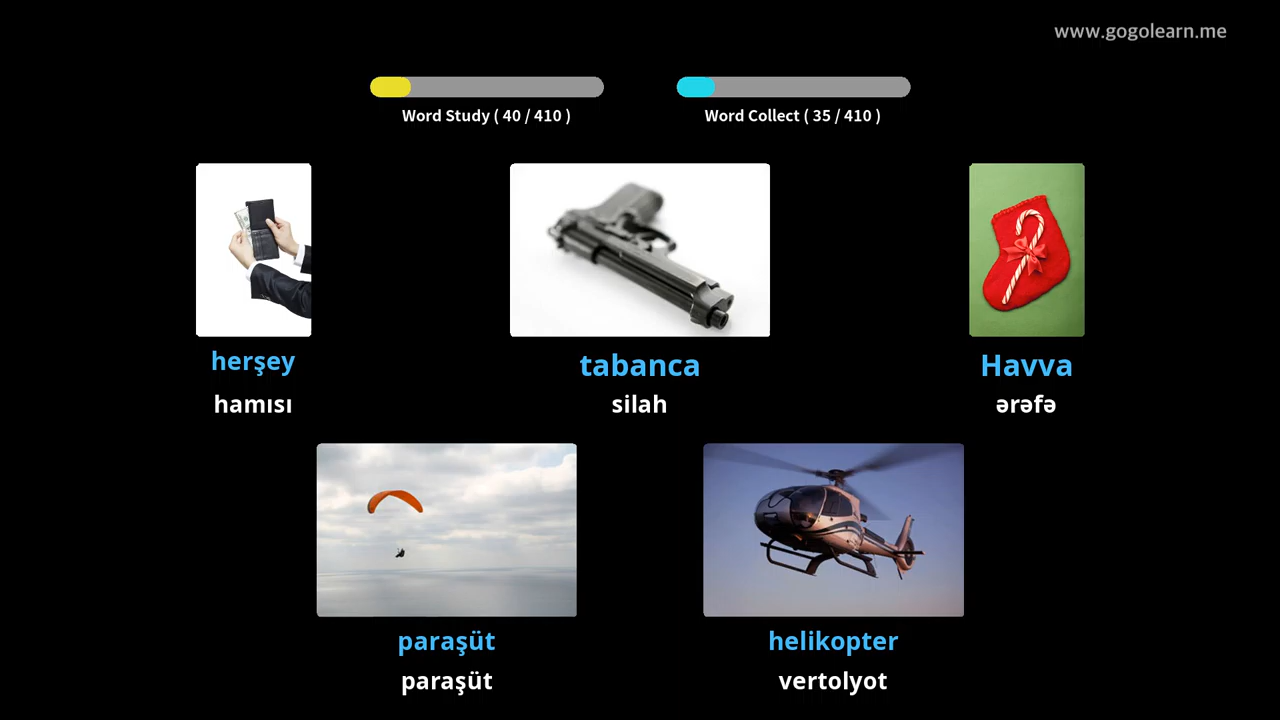 www.gogolearn.me
Word Study ( 40 / 410 )
Word Collect ( 35 / 410 )
herşey
hamısı
tabanca
silah
Havva
ərəfə
paraşüt
paraşüt
helikopter
vertolyot